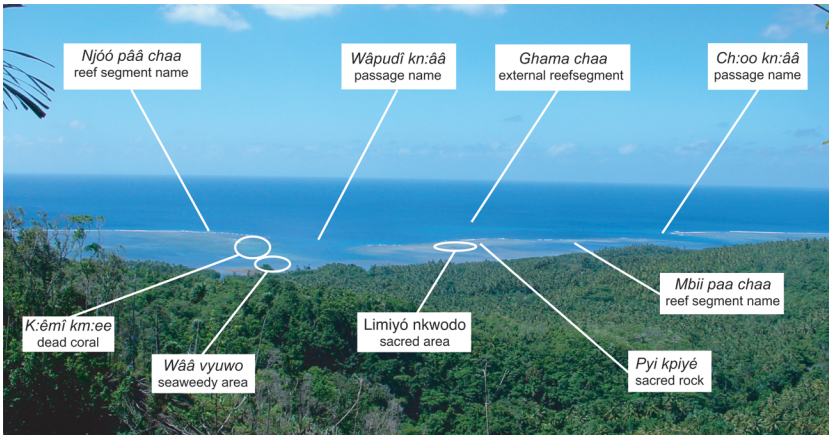 Njóó pââ chaa
reef segment name
Wâpudî kn:ââ
passage name
Ghama chaa
external reefsegment
Ch:oo kn:ââ
passage name
K:êmî km:ee
dead coral
Wââ vyuwo
seaweedy area
Limiyó nkwodo
sacred area
Pyi kpiyé
sacred rock
Mbii paa chaa
reef segment name